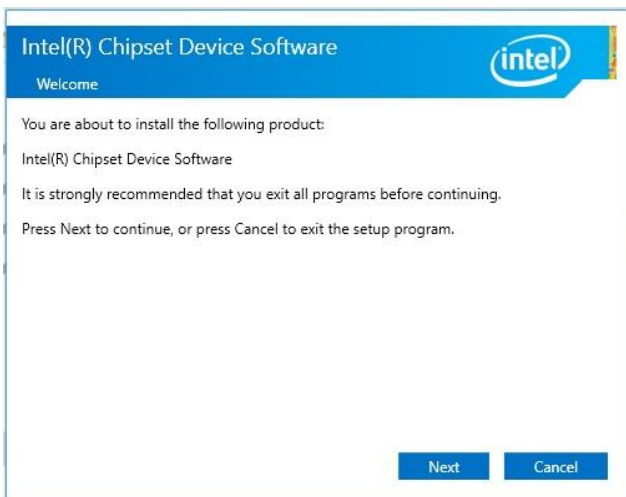 Intel(R) Chipset Device Software
intel
Welcome
You are about to install the following product:
Intel(R) Chipset Device Software
It is strongly recommended that you exit all programs before continuing.
Press Next to continue, or press Cancel to exit the setup program.
Next
Cancel